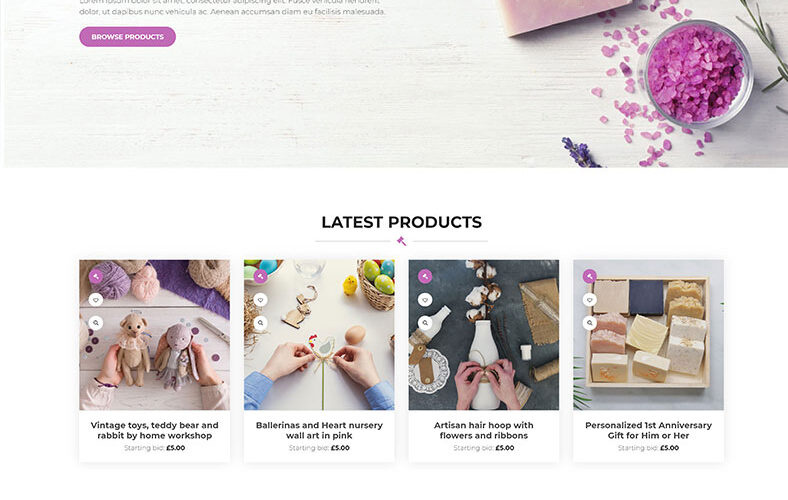 Lorem ipsum dolor sit amet, consectetur adipiscing elit. Fusce vehicula hendrerit
dolor, ut dapibus nunc vehicula ac. Aenean accumsan diam eu facilisis malesuada.
BROWSE PRODUCTS
LATEST PRODUCTS
Vintage toys, teddy bear and
rabbit by home workshop
Starting bid: £5.00
Ballerinas and Heart nursery
wall art in pink
Starting bid: £5.00
Artisan hair hoop with
flowers and ribbons
Starting bid: £5.00
Personalized 1st Anniversary
Gift for Him or Her
Starting bid: £5.00